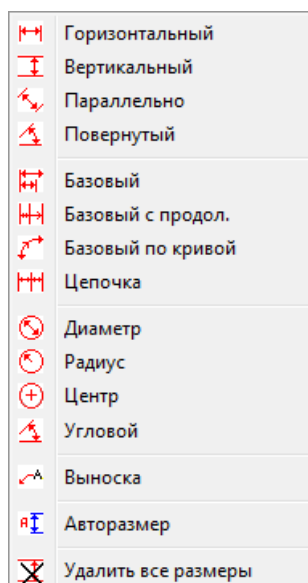 Горизонтальный
Вертикальный
Параллельно
Повернутый
Базовый
Базовый с продол.
Базовый по кривой
Цепочка
Диаметр
Радиус
Центр
Угловой
Выноска
Авторазмер
Удалить все размеры